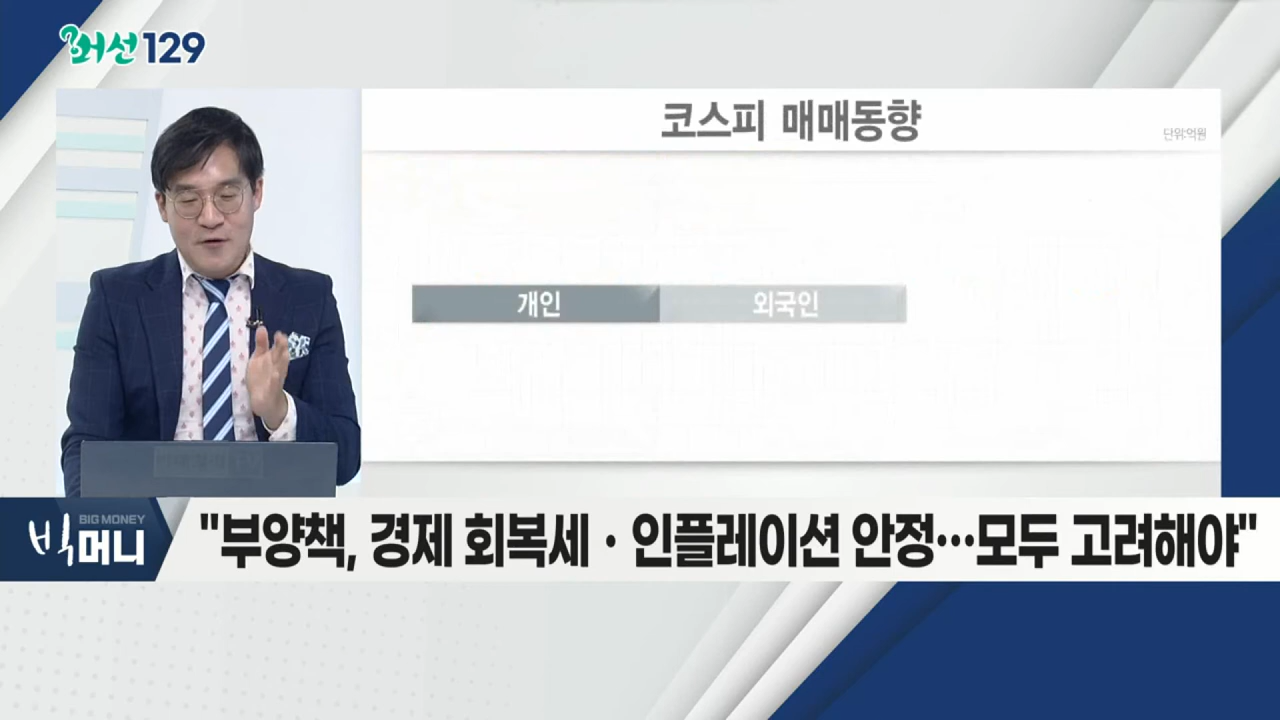 머선129
코스피 매매동향
단위:억원
개인 외국인
빅머니 BIG MONEY
"부양책, 경제 회복세·인플레이션 안정…모두 고려해야"